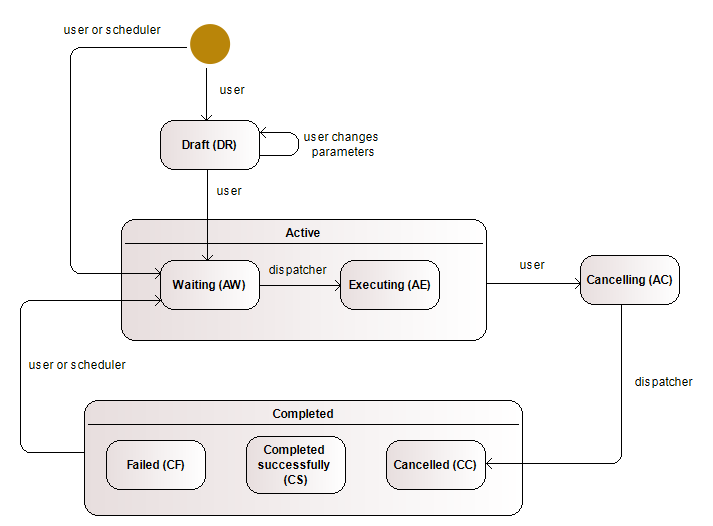 user or scheduler
user
Draft (DR)
user changes
parameters
user
Active
Waiting (AW)
dispatcher
Executing (AE)
user
Cancelling (AC)
user or scheduler
dispatcher
Completed
Failed (CF)
Completed
successfully
(CS)
Cancelled (CC)